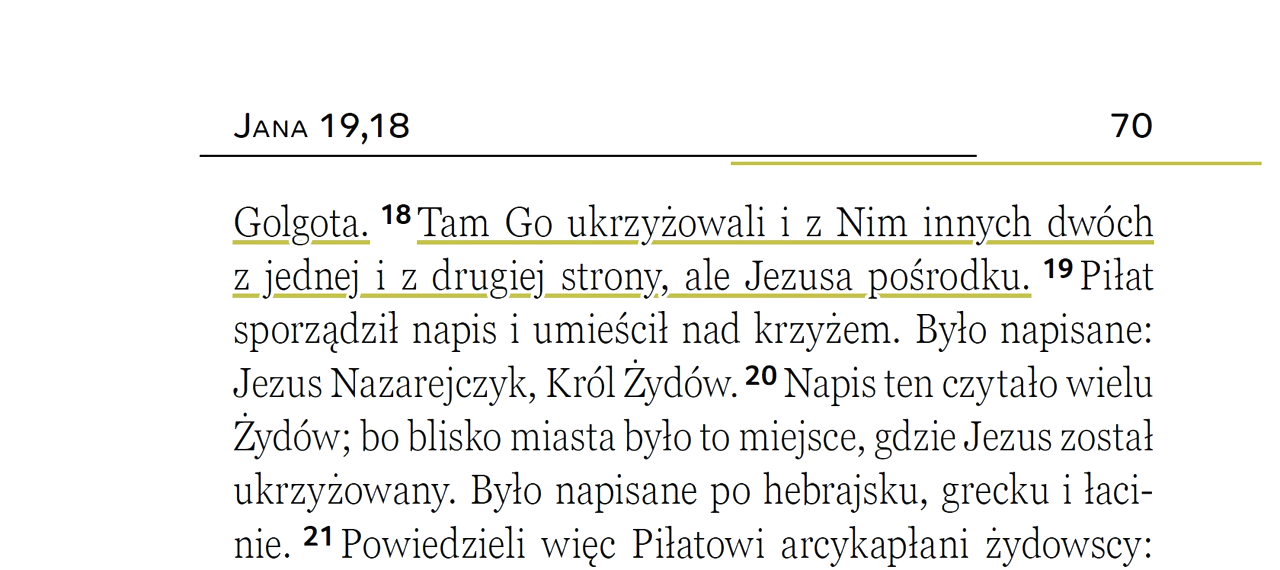 Jana 19,18 70
Golgota. 18 Tam Go ukrzyżowali i z Nim innych dwóch
z jednej i z drugiej strony, ale Jezusa pośrodku. 19 Piłat
sporządził napis i umieścił nad krzyżem. Było napisane:
Jezus Nazarejczyk, Król Żydów. 20 Napis ten czytało wielu
Żydów; bo blisko miasta było to miejsce, gdzie Jezus został
ukrzyżowany. Było napisane po hebrajsku, grecku i łaci-
nie. 21 Powiedzieli więc Piłatowi arcykapłani żydowscy: